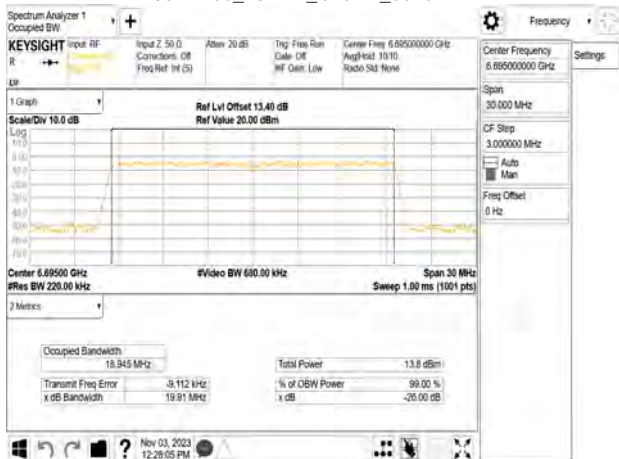 Spectrum Analyzer 1
Occupied BW
Frequency
KEYSIGHT
Input: RF
R
Input Z: 50 Ω
Corrections: Off
Freq Ref: Int (S)
Atten: 20 dB
Trig: Free Run
Gate: Off
#IF Gain: Low
Center Freq: 6.695000000 GHz
Avg|Hold: 10/10
Radio Std: None
1 Graph
Scale/Div 10.0 dB
Ref Lvl Offset 13.40 dB
Ref Value 20.00 dBm
Log
Center 6.69500 GHz
#Res BW 220.00 kHz
#Video BW 680.00 kHz
Span 30 MHz
Sweep 1.00 ms (1001 pts)
2 Metrics
Occupied Bandwidth
18.945 MHz
Transmit Freq Error -9.112 kHz
x dB Bandwidth 19.91 MHz
Total Power 13.8 dBm
% of OBW Power 99.00 %
x dB -26.00 dB
Nov 03, 2023
12:28:05 PM
Center Frequency
6.695000000 GHz
Settings
Span
30.000 MHz
CF Step
3.000000 MHz
Auto
Man
Freq Offset
0 Hz